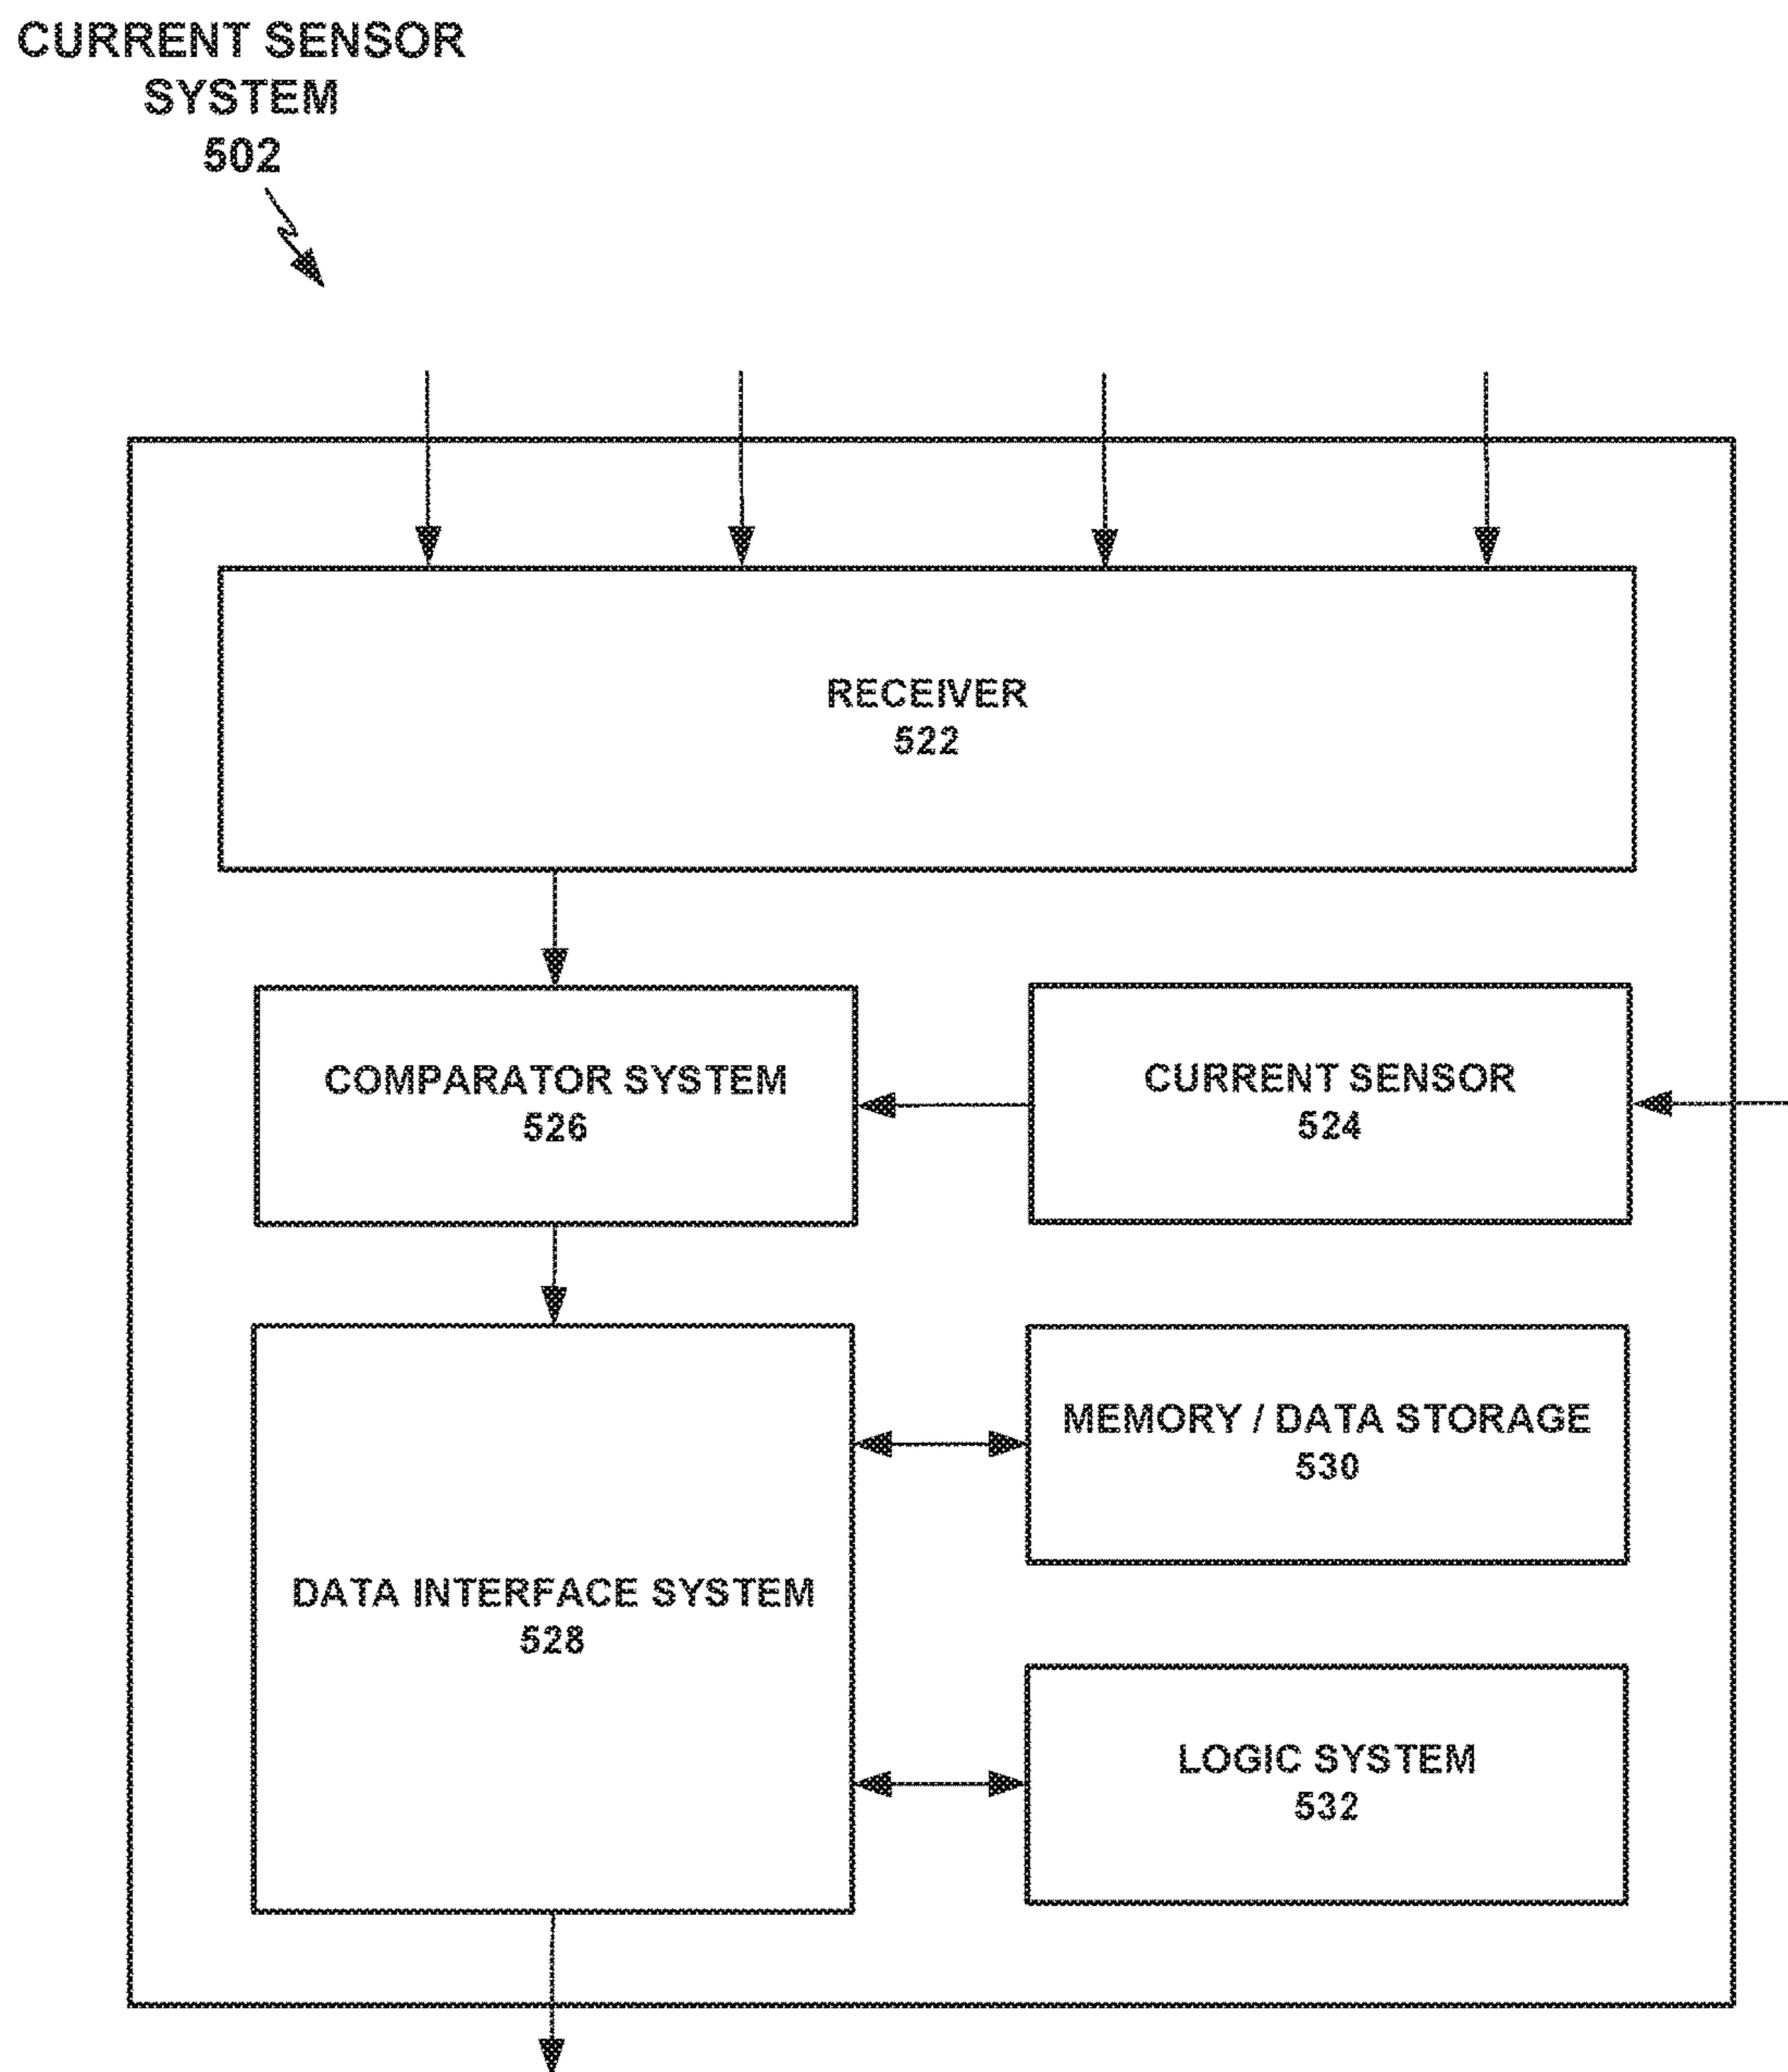 CURRENT SENSOR
SYSTEM
502
RECEIVER
522
COMPARATOR SYSTEM
526
CURRENT SENSOR
524
MEMORY / DATA STORAGE
530
DATA INTERFACE SYSTEM
528
LOGIC SYSTEM
532